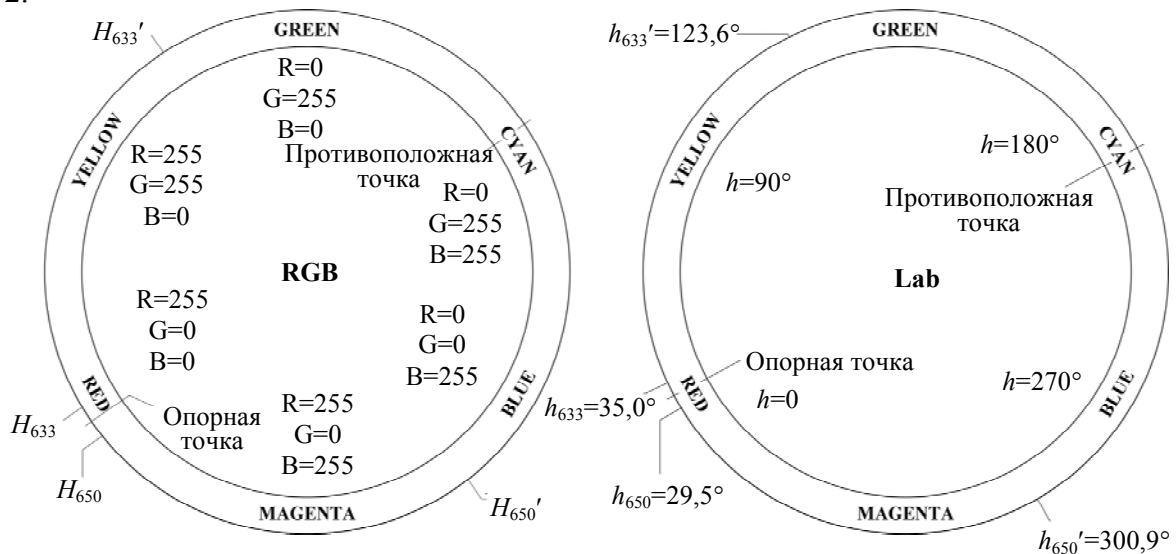 2.
H633′
GREEN
R=0
G=255
B=0
YELLOW
CYAN
Противоположная
точка
R=255
G=255
B=0
R=0
G=255
B=255
RGB
R=255
G=0
B=0
R=0
G=0
B=255
RED
BLUE
Опорная
точка
R=255
G=0
B=255
H633
H650
H650′
MAGENTA
h633′=123,6°
GREEN
YELLOW
CYAN
h=180°
h=90°
Противоположная
точка
Lab
Опорная точка
h=0
h=270°
RED
BLUE
h633=35,0°
h650=29,5°
MAGENTA
h650′=300,9°